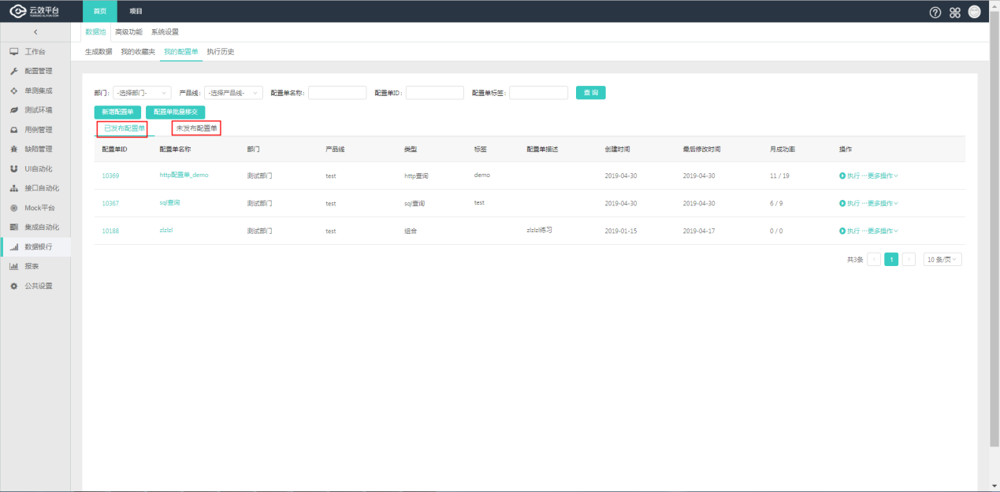 云效平台 首页 项目
YUNXIAO.ALIYUN.COM
数据池 高级功能 系统设置
生成数据 我的收藏夹 我的配置单 执行历史
工作台
配置管理
单测集成
测试环境
用例管理
缺陷管理
UI自动化
接口自动化
Mock平台
集成自动化
数据银行
报表
公共设置
部门: -选择部门- 产品线: -选择产品线- 配置单名称: 配置单ID: 配置单标签: 查询
新增配置单 配置单批量移交
已发布配置单 未发布配置单
配置单ID 配置单名称 部门 产品线 类型 标签 配置单描述 创建时间 最后修改时间 月成功率 操作
10369 http配置单_demo 测试部门 test http查询 demo 2019-04-30 2019-04-30 11 / 19 执行 ···更多操作
10367 sql查询 测试部门 test sql查询 test 2019-04-30 2019-04-30 6 / 9 执行 ···更多操作
10188 zlzlzl 测试部门 test 组合 zlzlzl练习 2019-01-15 2019-04-17 0 / 0 执行 ···更多操作
共3条 < 1 > 10 条/页